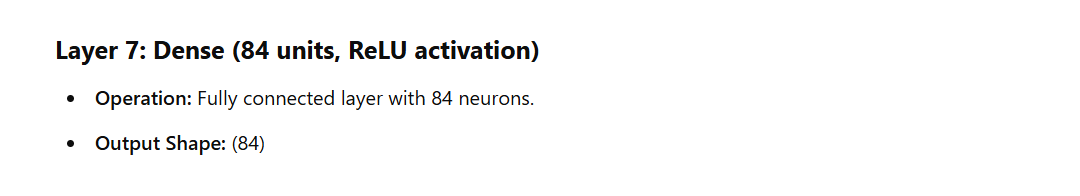 Layer 7: Dense (84 units, ReLU activation)
• Operation: Fully connected layer with 84 neurons.
• Output Shape: (84)